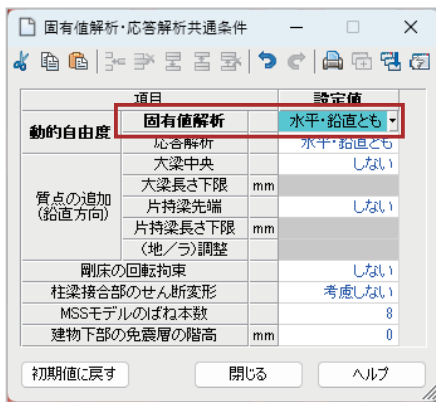 固有値解析・応答解析共通条件
項目 設定値
動的自由度 固有値解析 水平・鉛直とも
応答解析 水平・鉛直とも
質点の追加
(鉛直方向)
大梁中央 しない
大梁長さ下限 mm
片持梁先端 しない
片持梁長さ下限 mm
(地/ラ)調整
剛床の回転拘束 しない
柱梁接合部のせん断変形 考慮しない
MSSモデルのばね本数 8
建物下部の免震層の階高 mm 0
初期値に戻す 閉じる ヘルプ